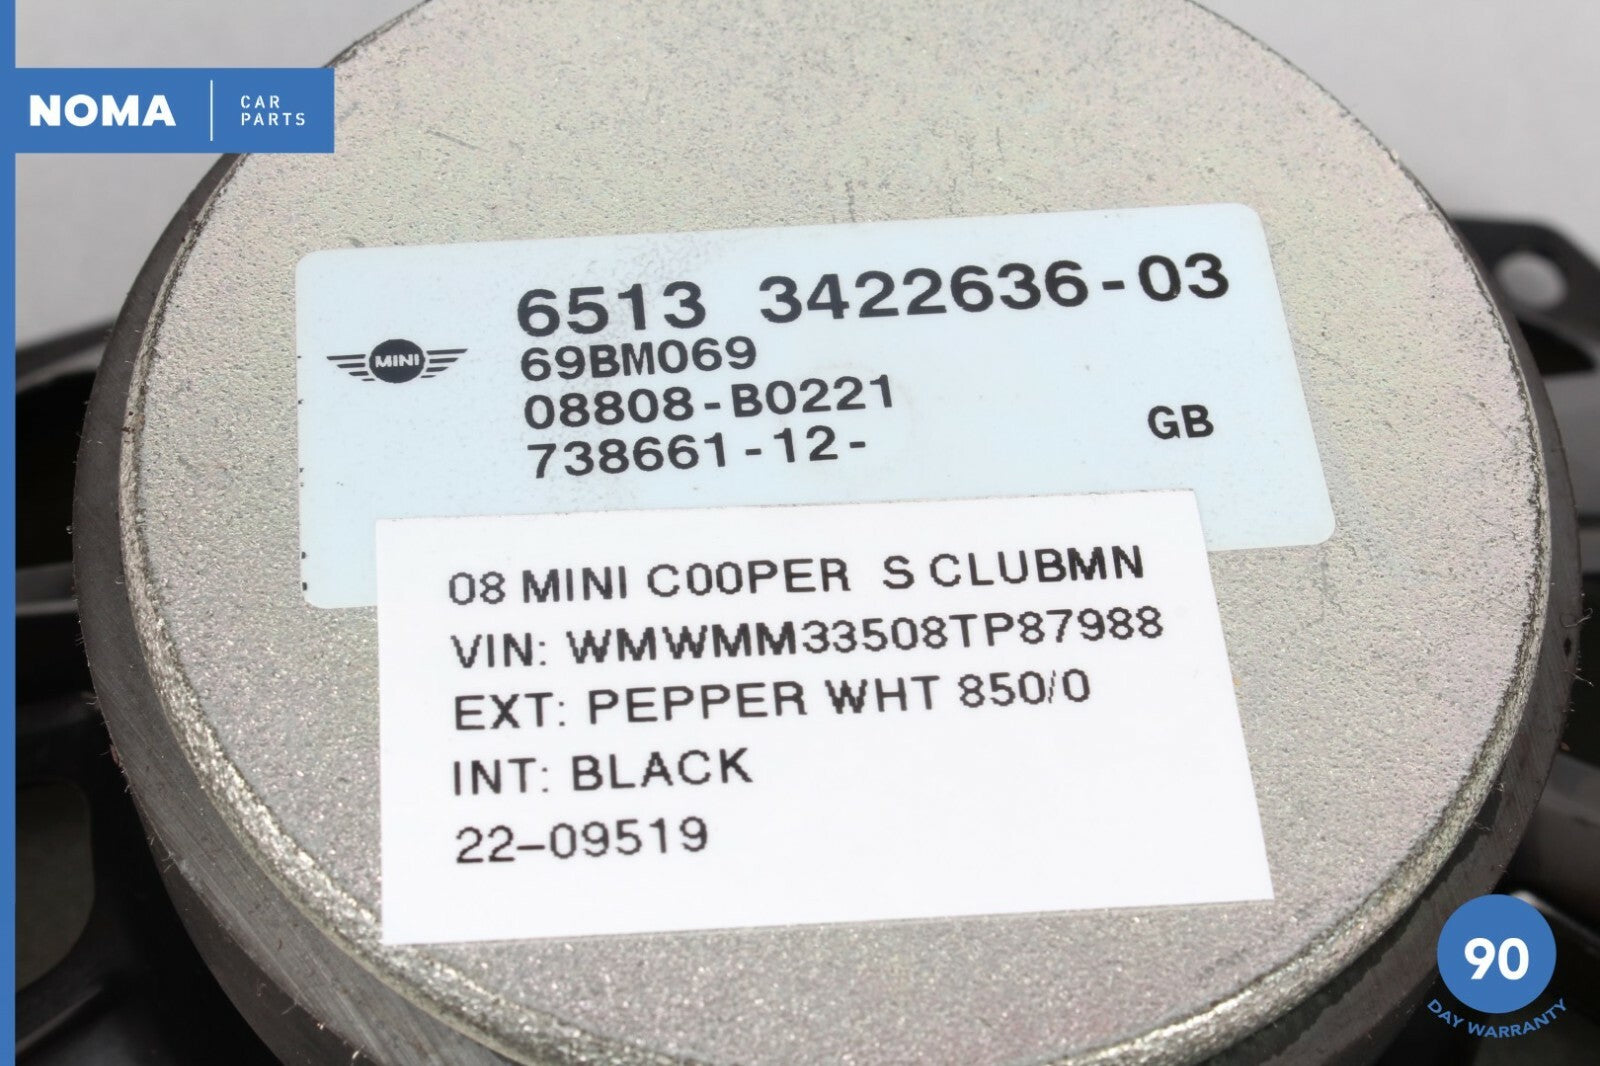 NOMA
CAR
PARTS
6513 3422636-03
MINI
69BM069
08808-B0221
738661-12-
GB
08 MINI COOPER S CLUBMN
VIN: WMWMM33508TP87988
EXT: PEPPER WHT 850/0
INT: BLACK
22-09519
90
DAY WARRANTY